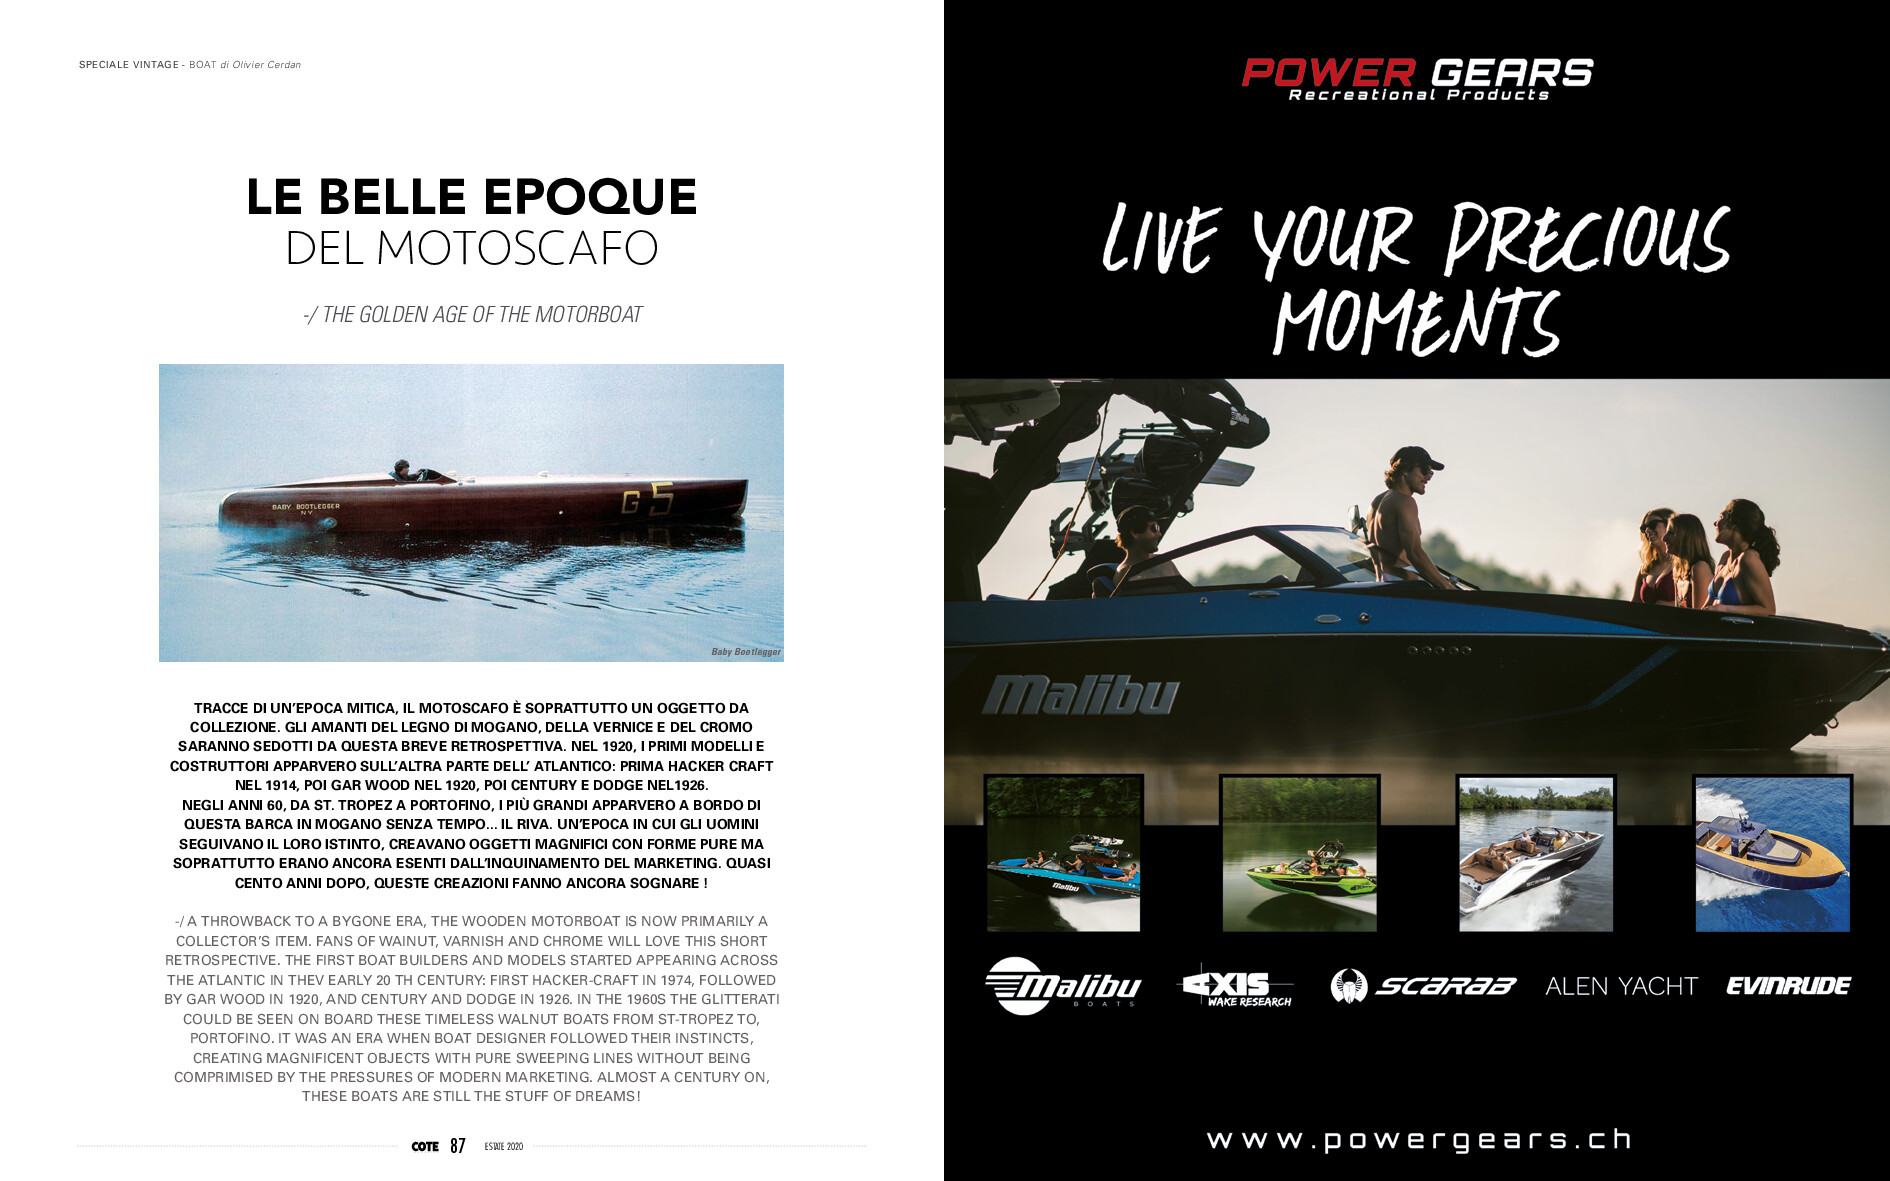 SPECIALE VINTAGE - BOAT di Olivier Cerdan
LE BELLE EPOQUE
DEL MOTOSCAFO
-/ THE GOLDEN AGE OF THE MOTORBOAT
BABY BOOTLEGGER
NY
G 5
Baby Bootlegger
TRACCE DI UN'EPOCA MITICA, IL MOTOSCAFO È SOPRATTUTTO UN OGGETTO DA
COLLEZIONE. GLI AMANTI DEL LEGNO DI MOGANO, DELLA VERNICE E DEL CROMO
SARANNO SEDOTTI DA QUESTA BREVE RETROSPETTIVA. NEL 1920, I PRIMI MODELLI E
COSTRUTTORI APPARVERO SULL'ALTRA PARTE DELL' ATLANTICO: PRIMA HACKER CRAFT
NEL 1914, POI GAR WOOD NEL 1920, POI CENTURY E DODGE NEL1926.
NEGLI ANNI 60, DA ST. TROPEZ A PORTOFINO, I PIÙ GRANDI APPARVERO A BORDO DI
QUESTA BARCA IN MOGANO SENZA TEMPO... IL RIVA. UN'EPOCA IN CUI GLI UOMINI
SEGUIVANO IL LORO ISTINTO, CREAVANO OGGETTI MAGNIFICI CON FORME PURE MA
SOPRATTUTTO ERANO ANCORA ESENTI DALL'INQUINAMENTO DEL MARKETING. QUASI
CENTO ANNI DOPO, QUESTE CREAZIONI FANNO ANCORA SOGNARE !
-/ A THROWBACK TO A BYGONE ERA, THE WOODEN MOTORBOAT IS NOW PRIMARILY A
COLLECTOR'S ITEM. FANS OF WAINUT, VARNISH AND CHROME WILL LOVE THIS SHORT
RETROSPECTIVE. THE FIRST BOAT BUILDERS AND MODELS STARTED APPEARING ACROSS
THE ATLANTIC IN THEV EARLY 20 TH CENTURY: FIRST HACKER-CRAFT IN 1974, FOLLOWED
BY GAR WOOD IN 1920, AND CENTURY AND DODGE IN 1926. IN THE 1960S THE GLITTERATI
COULD BE SEEN ON BOARD THESE TIMELESS WALNUT BOATS FROM ST-TROPEZ TO,
PORTOFINO. IT WAS AN ERA WHEN BOAT DESIGNER FOLLOWED THEIR INSTINCTS,
CREATING MAGNIFICENT OBJECTS WITH PURE SWEEPING LINES WITHOUT BEING
COMPRIMISED BY THE PRESSURES OF MODERN MARKETING. ALMOST A CENTURY ON,
THESE BOATS ARE STILL THE STUFF OF DREAMS!
COTE 87 ESTATE 2020
POWER GEARS
Recreational Products
LIVE YOUR PRECIOUS
MOMENTS
Malibu
Malibu
SCARAB
Malibu
BOATS
AXIS
WAKE RESEARCH
SCARAB
ALEN YACHT
EVINRUDE
www.powergears.ch